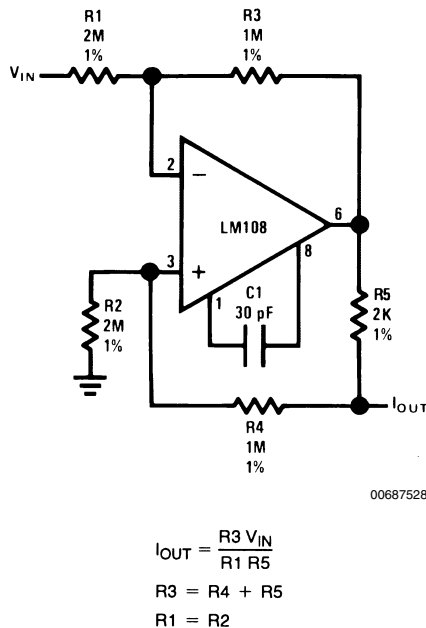 R1
2M
1%
R3
1M
1%
VIN
2
−
LM108
6
3
+
8
1
C1
30 pF
R2
2M
1%
R5
2K
1%
IOUT
R4
1M
1%
00687528
IOUT = R3 VIN / R1 R5
R3 = R4 + R5
R1 = R2